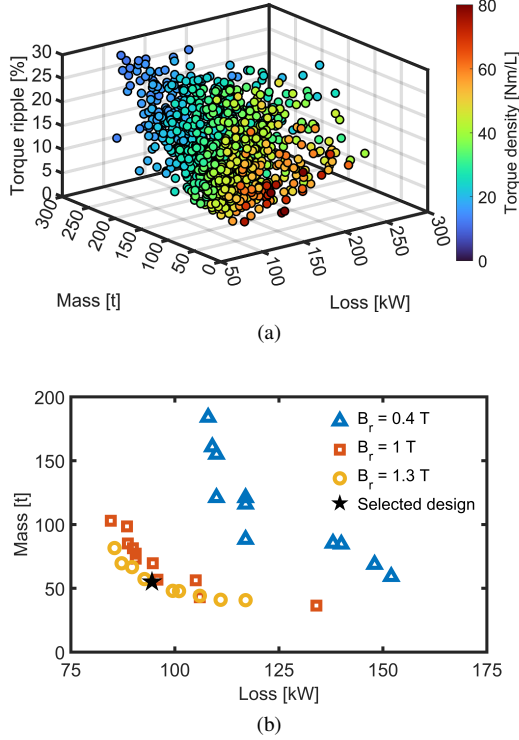 80
60
40
20
0
Torque density [Nm/L]
30
25
20
15
10
5
0
Torque ripple [%]
300
250
200
150
100
50
0
Mass [t]
50
100
150
200
250
300
Loss [kW]
(a)
200
150
100
50
0
Mass [t]
B_r = 0.4 T
B_r = 1 T
B_r = 1.3 T
Selected design
75
100
125
150
175
Loss [kW]
(b)